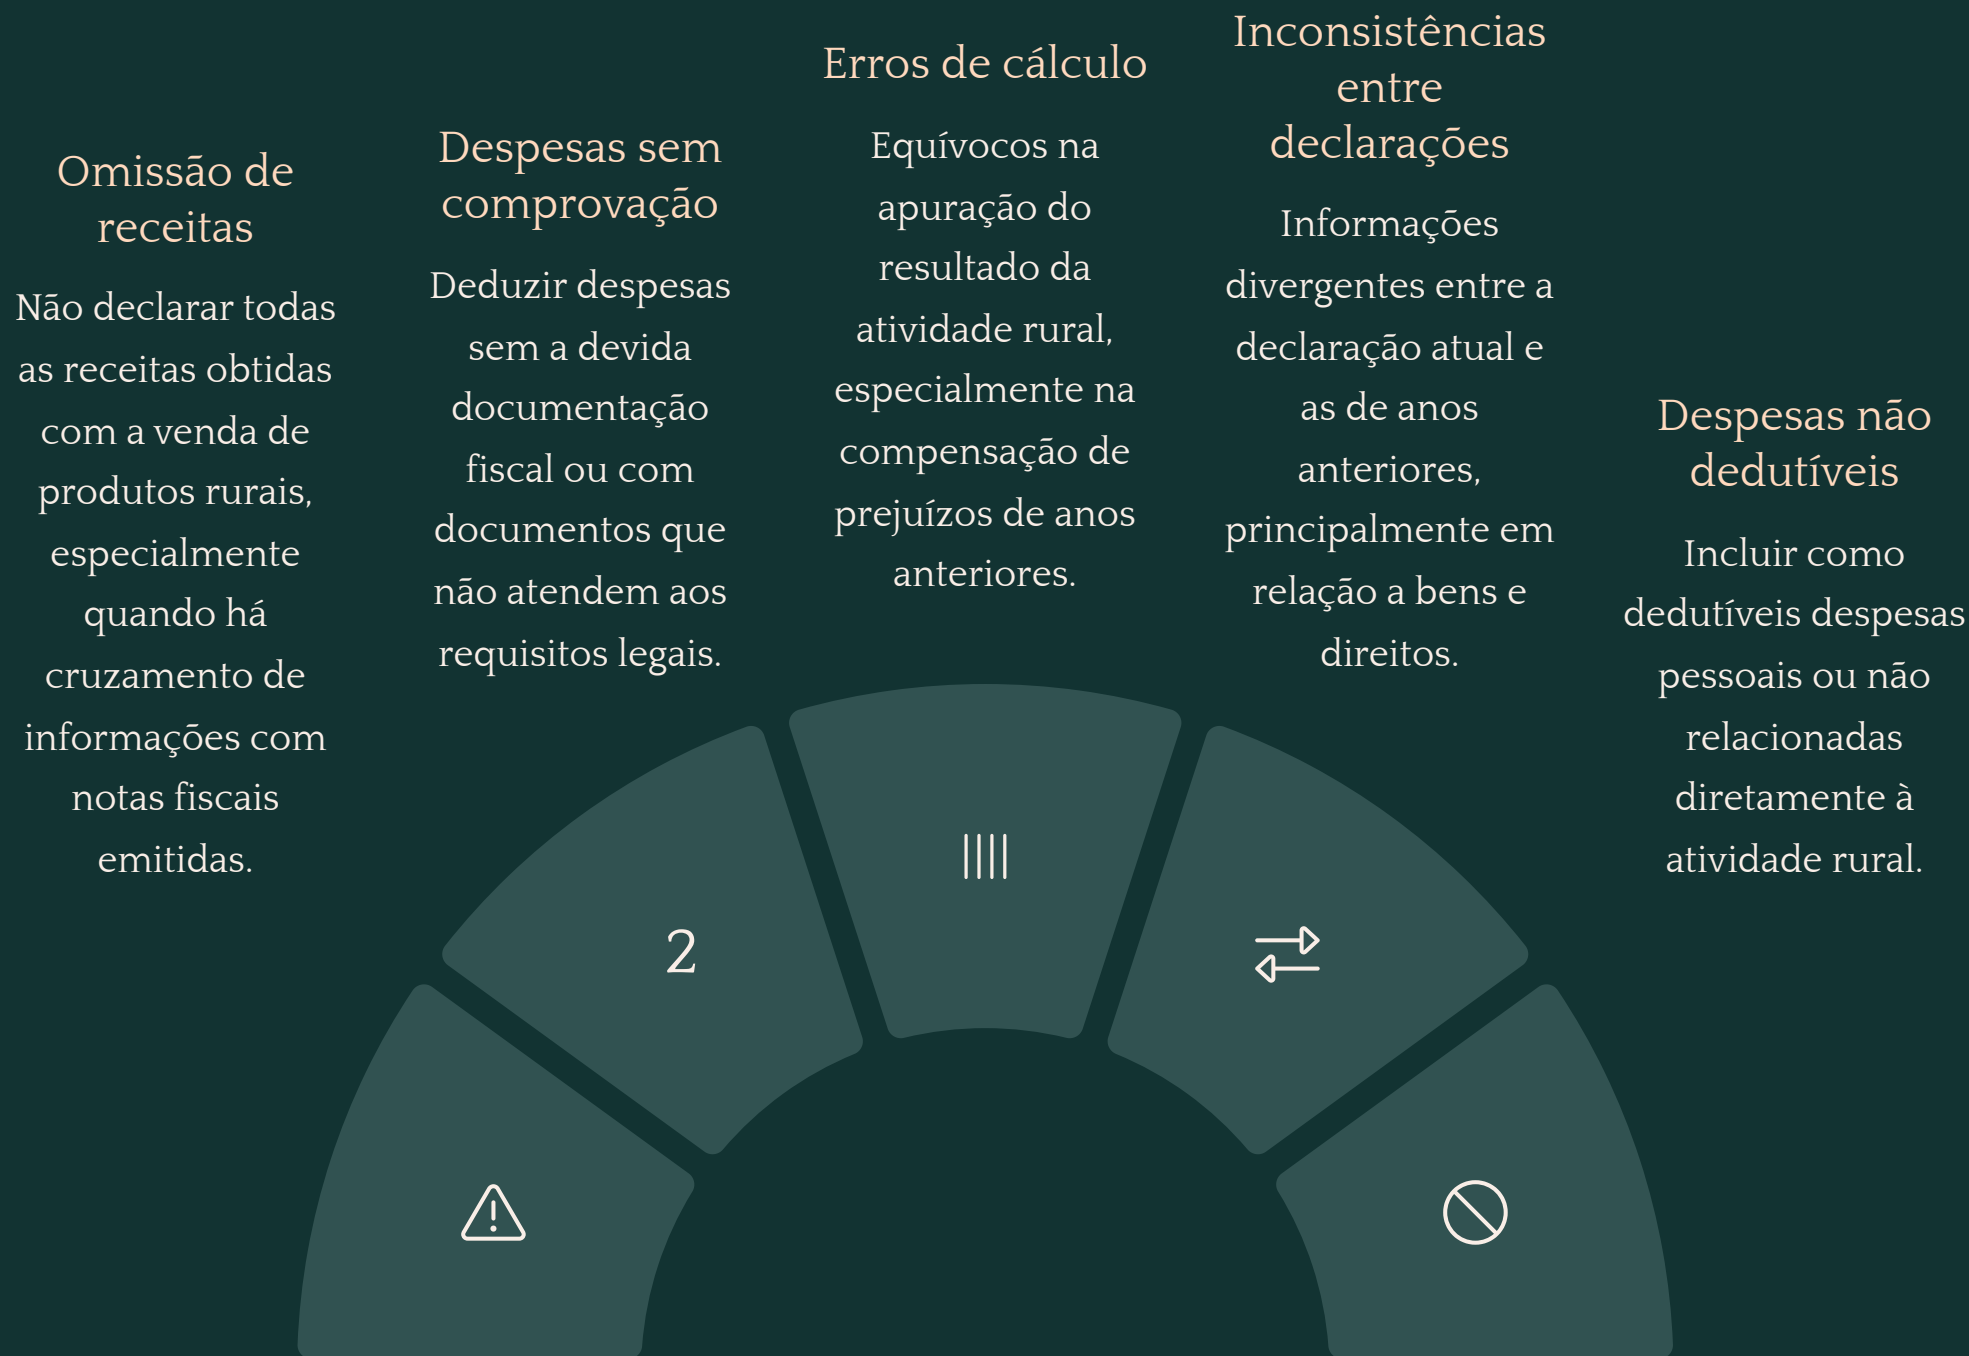 Omissão de
receitas
Não declarar todas
as receitas obtidas
com a venda de
produtos rurais,
especialmente
quando há
cruzamento de
informações com
notas fiscais
emitidas.
Despesas sem
comprovação
Deduzir despesas
sem a devida
documentação
fiscal ou com
documentos que
não atendem aos
requisitos legais.
Erros de cálculo
Equívocos na
apuração do
resultado da
atividade rural,
especialmente na
compensação de
prejuízos de anos
anteriores.
Inconsistências
entre
declarações
Informações
divergentes entre a
declaração atual e
as de anos
anteriores,
principalmente em
relação a bens e
direitos.
Despesas não
dedutíveis
Incluir como
dedutíveis despesas
pessoais ou não
relacionadas
diretamente à
atividade rural.
2